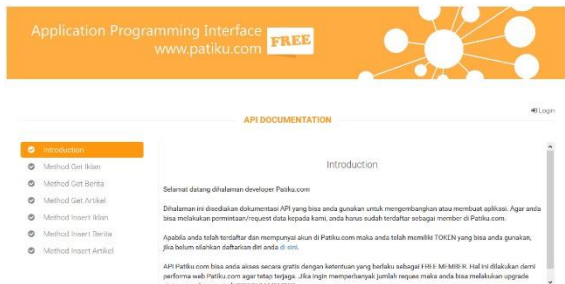 Application Programming Interface
www.patiku.com
FREE
Login
API DOCUMENTATION
Introduction
Method Get Iklan
Method Get Berita
Method Get Artikel
Method Insert Iklan
Method Insert Berita
Method Insert Artikel
Introduction
Selamat datang dihalaman developer Patiku.com
Dihalaman ini disediakan dokumentasi API yang bisa anda gunakan untuk mengembangkan atau membuat aplikasi. Agar anda
bisa melakukan permintaan/request data kepada kami, anda harus sudah terdaftar sebagai member di Patiku.com.
Apabila anda telah terdaftar dan mempunyai akun di Patiku.com maka anda telah memiliki TOKEN yang bisa anda gunakan,
jika belum silahkan daftarkan diri anda di sini.
API Patiku.com bisa anda akses secara gratis dengan ketentuan yang berlaku sebagai FREE MEMBER. Hal ini dilakukan demi
performa web Patiku.com agar tetap terjaga. Jika ingin memperbanyak jumlah reques maka anda bisa melakukan upgrade